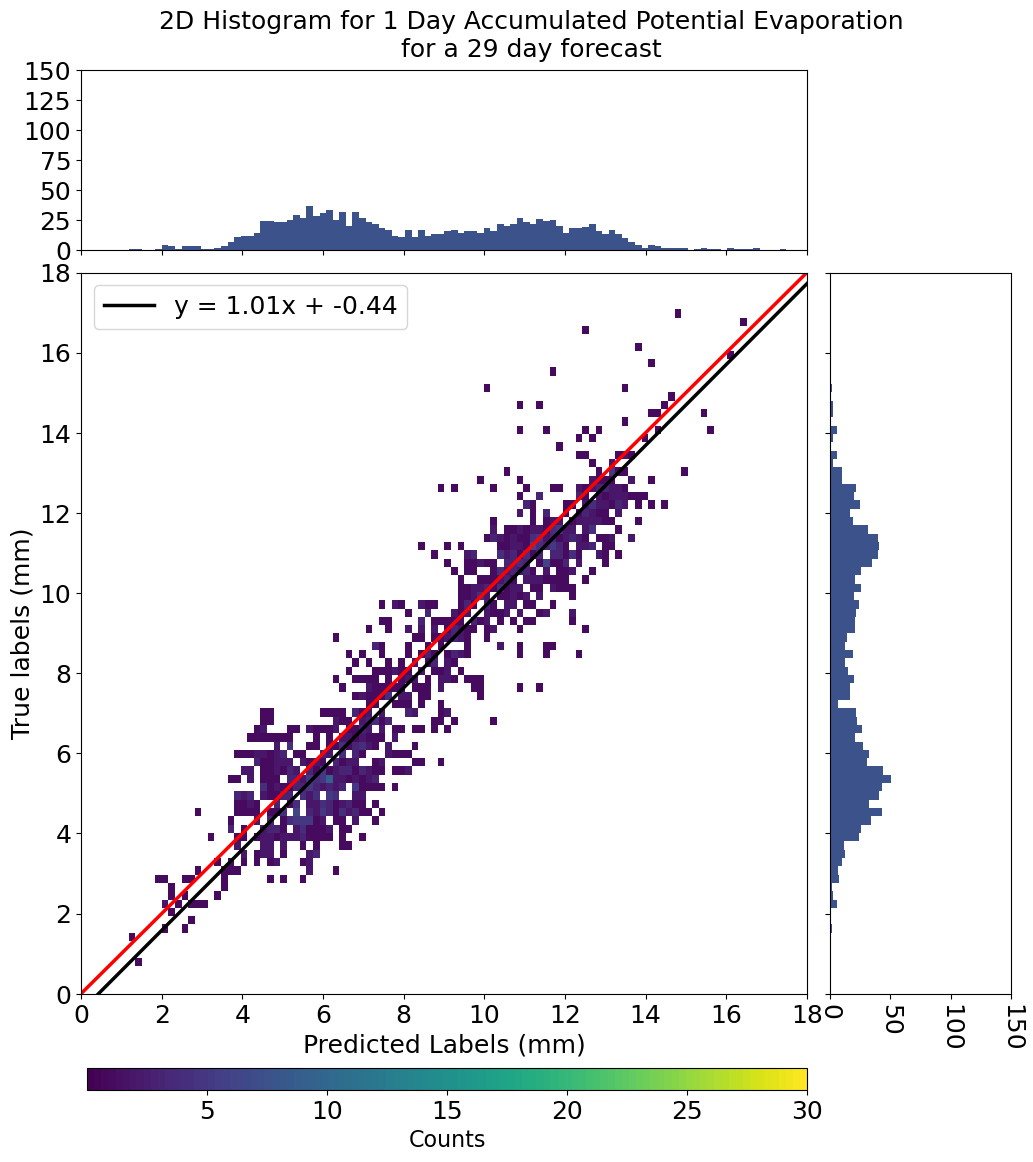 2D Histogram for 1 Day Accumulated Potential Evaporation
for a 29 day forecast
150
125
100
75
50
25
0
18
16
14
12
10
8
6
4
2
0
y = 1.01x + -0.44
True labels (mm)
0 2 4 6 8 10 12 14 16 18
Predicted Labels (mm)
0 50 100 150
5 10 15 20 25 30
Counts